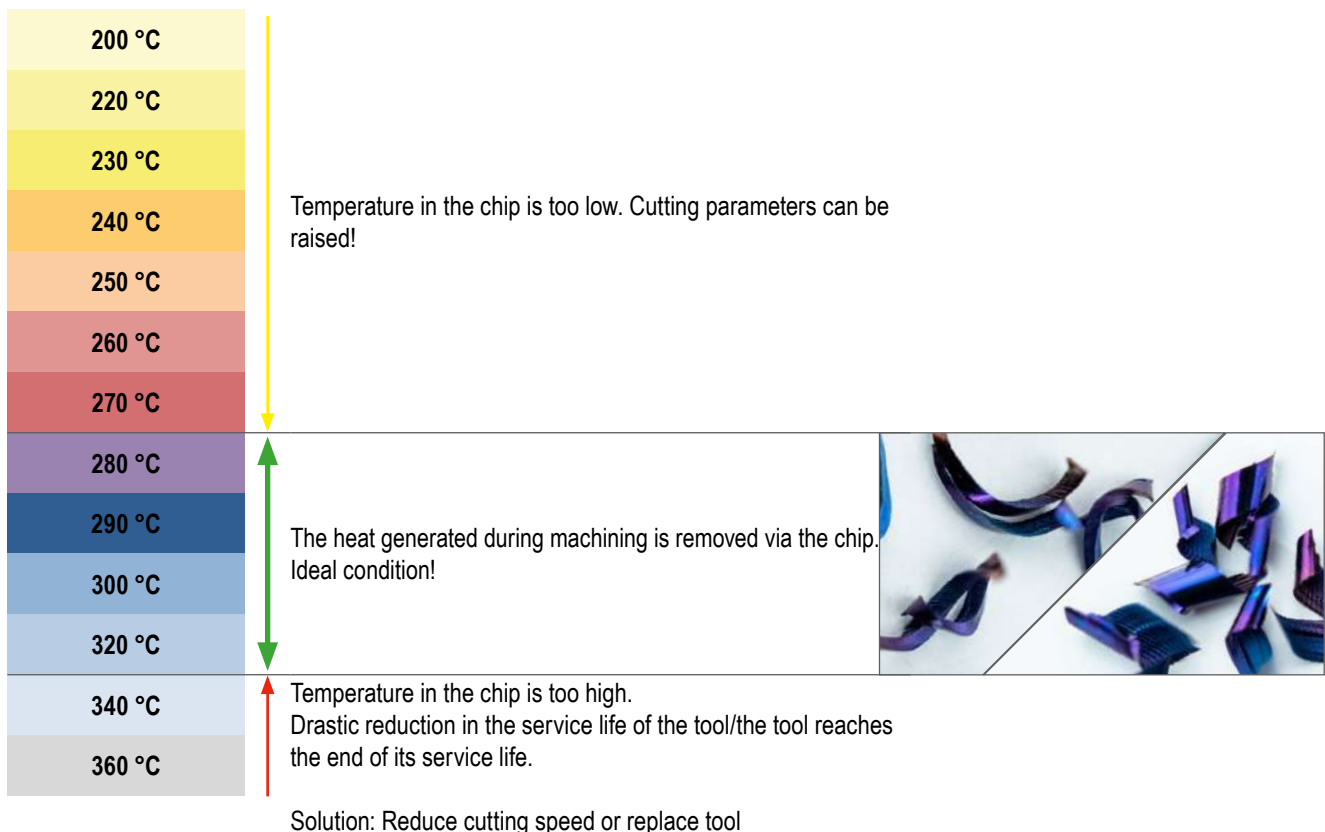 200 °C
220 °C
230 °C
240 °C
250 °C
260 °C
270 °C
Temperature in the chip is too low. Cutting parameters can be
raised!
280 °C
290 °C
300 °C
320 °C
The heat generated during machining is removed via the chip.
Ideal condition!
340 °C
360 °C
Temperature in the chip is too high.
Drastic reduction in the service life of the tool/the tool reaches
the end of its service life.
Solution: Reduce cutting speed or replace tool